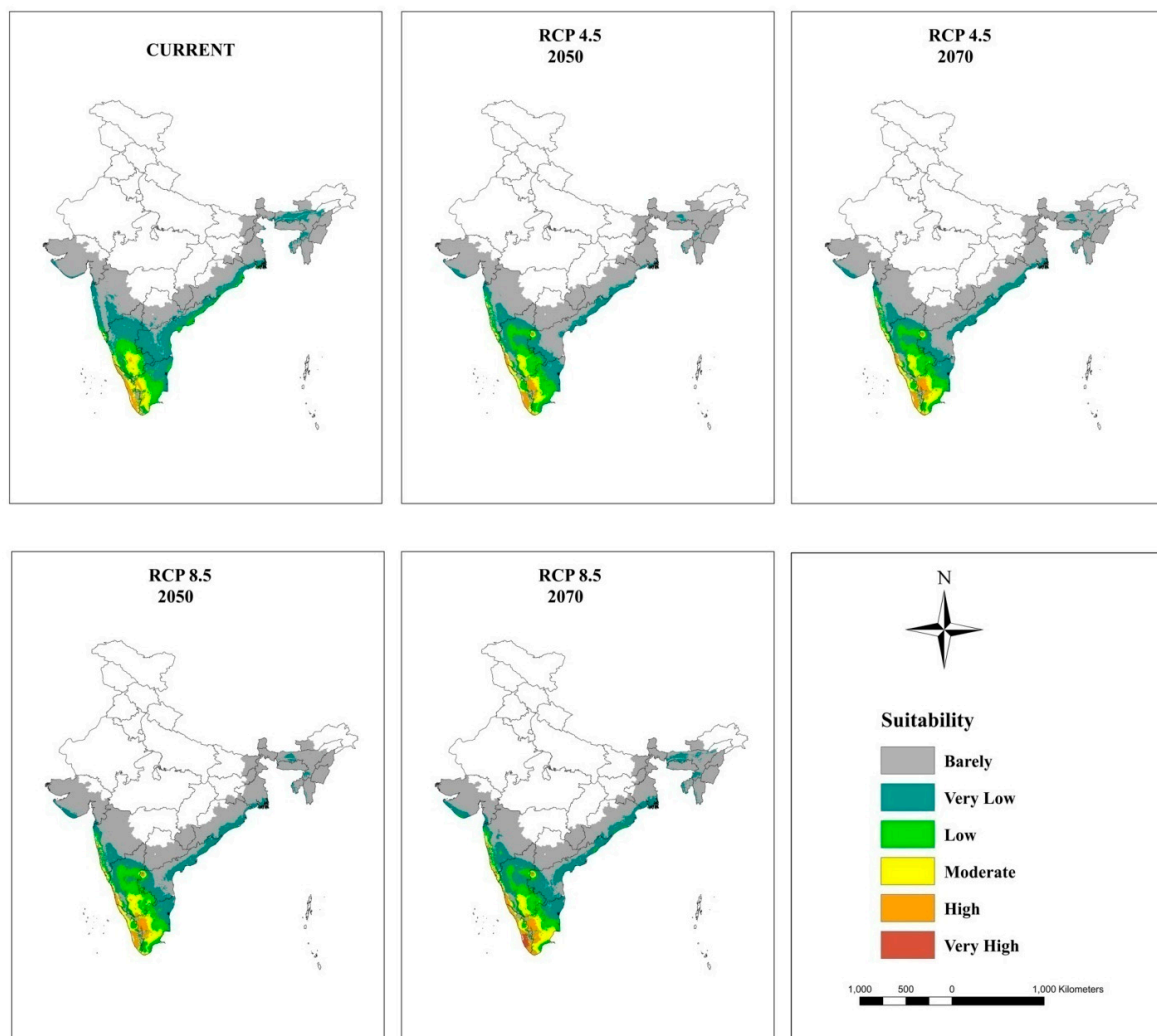 CURRENT
RCP 4.5
2050
RCP 4.5
2070
RCP 8.5
2050
RCP 8.5
2070
N
Suitability
Barely
Very Low
Low
Moderate
High
Very High
1,000 500 0 1,000 Kilometers